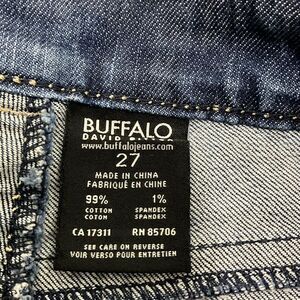 BUFFALO
DAVID
www.buffalojeans.com
27
MADE IN CHINA
FABRIQUÉ EN CHINE
99% 1%
COTTON SPANDEX
COTON SPANDEX
CA 17311 RN 85706
SEE CARE ON REVERSE
VOIR VERSO POUR ENTRETIEN